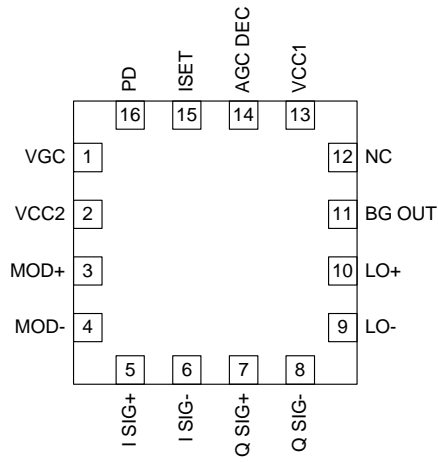 PD
ISET
AGC DEC
VCC1
16
15
14
13
VGC 1
12 NC
VCC2 2
11 BG OUT
MOD+ 3
10 LO+
MOD- 4
9 LO-
5
6
7
8
I SIG+
I SIG-
Q SIG+
Q SIG-